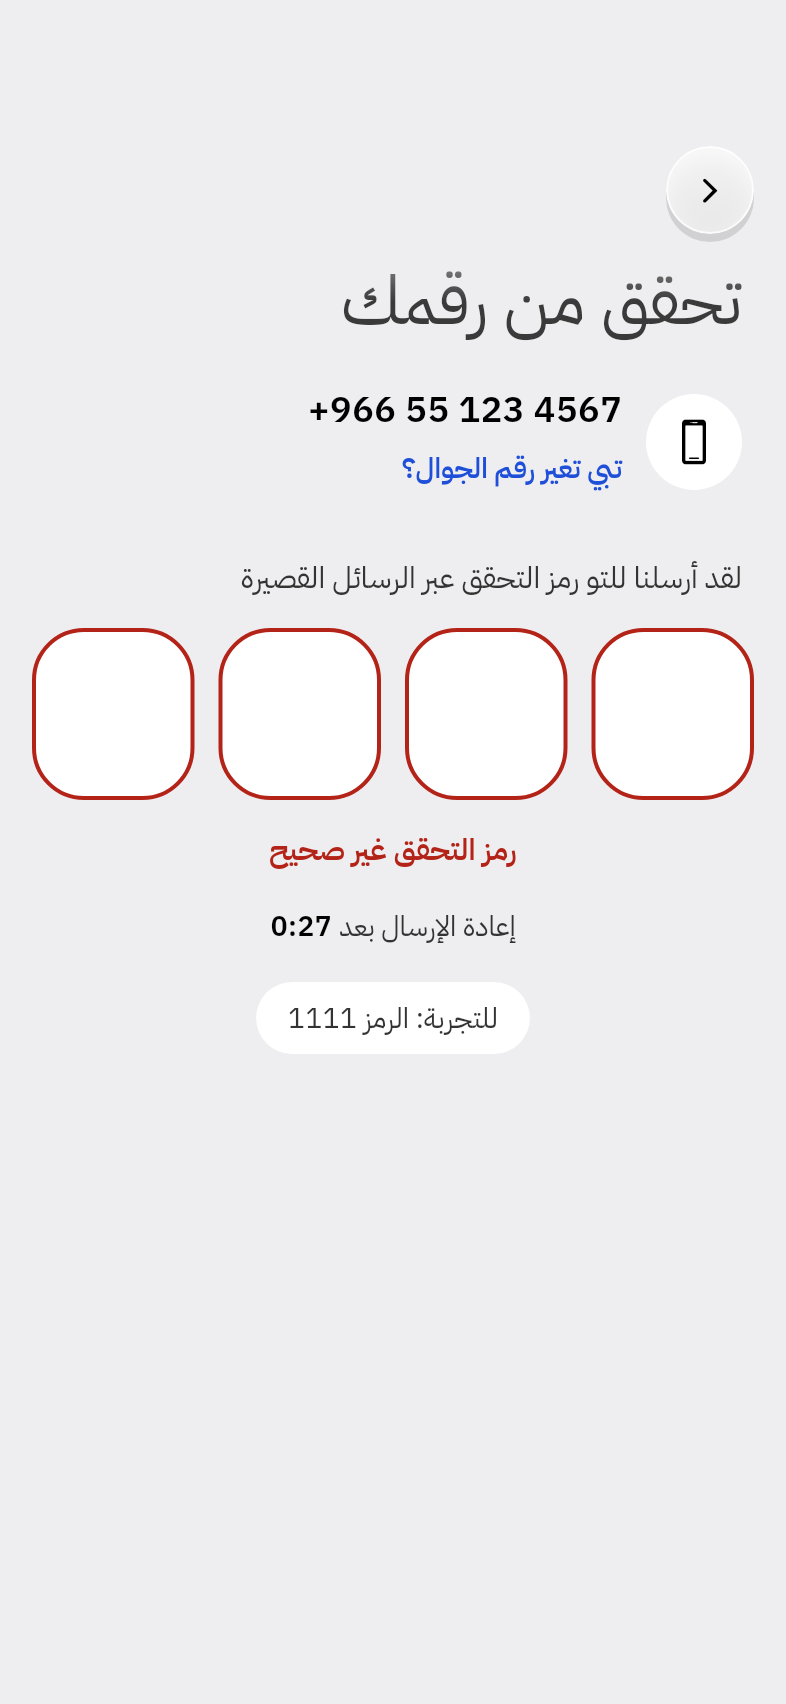 تحقق من رقمك
+966 55 123 4567
تبي تغير رقم الجوال؟
لقد أرسلنا للتو رمز التحقق عبر الرسائل القصيرة
رمز التحقق غير صحيح
إعادة الإرسال بعد 0:27
للتجربة: الرمز 1111